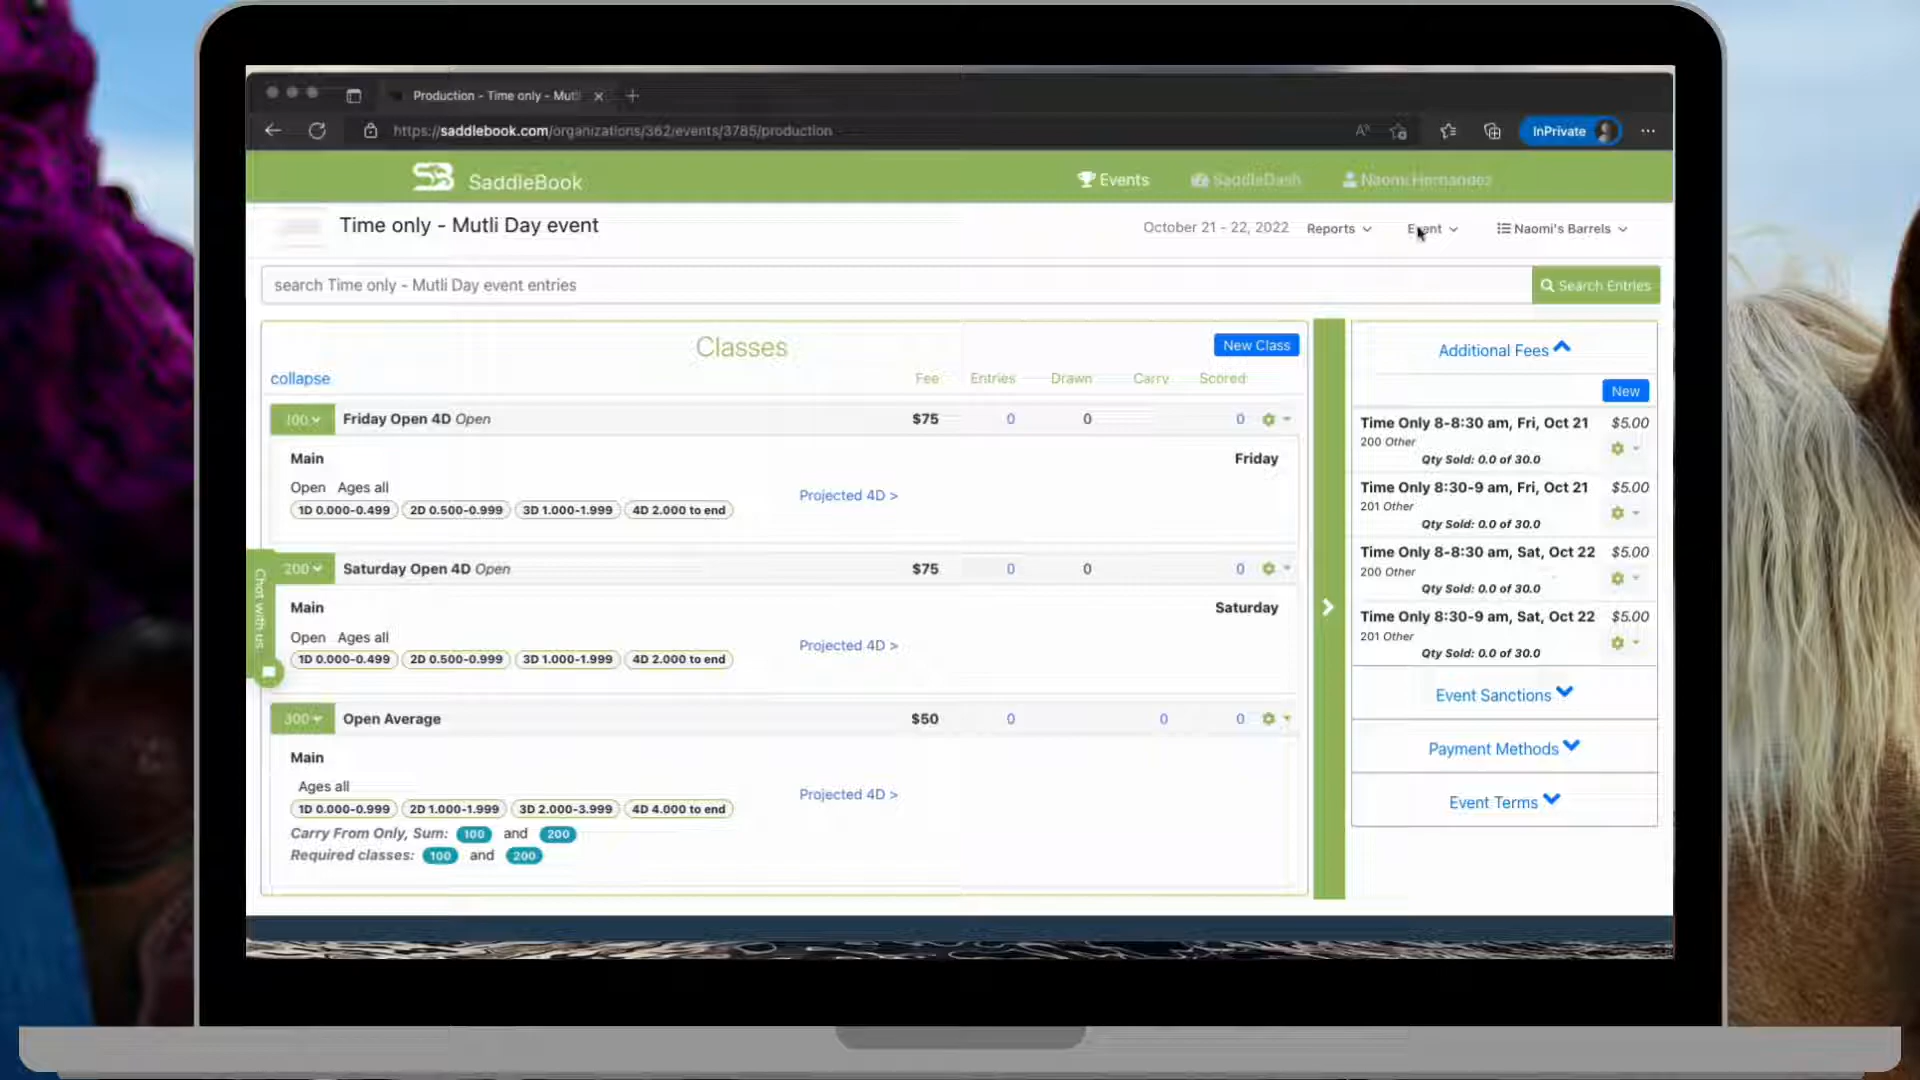 Production - Time only - Mut
https://saddlebook.com/organizations/362/events/3785/production
InPrivate
SB SaddleBook
Events
SaddleDash
Naomi Hernandez
Time only - Mutli Day event
October 21 - 22, 2022
Reports
Event
Naomi's Barrels
search Time only - Mutli Day event entries
Search Entries
Classes
New Class
collapse
Fee Entries Drawn Carry Scored
100 Friday Open 4D Open $75 0 0 0
Main Friday
Open Ages all
Projected 4D >
1D 0.000-0.499 2D 0.500-0.999 3D 1.000-1.999 4D 2.000 to end
200 Saturday Open 4D Open $75 0 0 0
Main Saturday
Open Ages all
Projected 4D >
1D 0.000-0.499 2D 0.500-0.999 3D 1.000-1.999 4D 2.000 to end
300 Open Average $50 0 0 0
Main
Ages all
Projected 4D >
1D 0.000-0.999 2D 1.000-1.999 3D 2.000-3.999 4D 4.000 to end
Carry From Only, Sum: 100 and 200
Required classes: 100 and 200
Chat with us
Additional Fees
New
Time Only 8-8:30 am, Fri, Oct 21 $5.00
200 Other
Qty Sold: 0.0 of 30.0
Time Only 8:30-9 am, Fri, Oct 21 $5.00
201 Other
Qty Sold: 0.0 of 30.0
Time Only 8-8:30 am, Sat, Oct 22 $5.00
200 Other
Qty Sold: 0.0 of 30.0
Time Only 8:30-9 am, Sat, Oct 22 $5.00
201 Other
Qty Sold: 0.0 of 30.0
Event Sanctions
Payment Methods
Event Terms